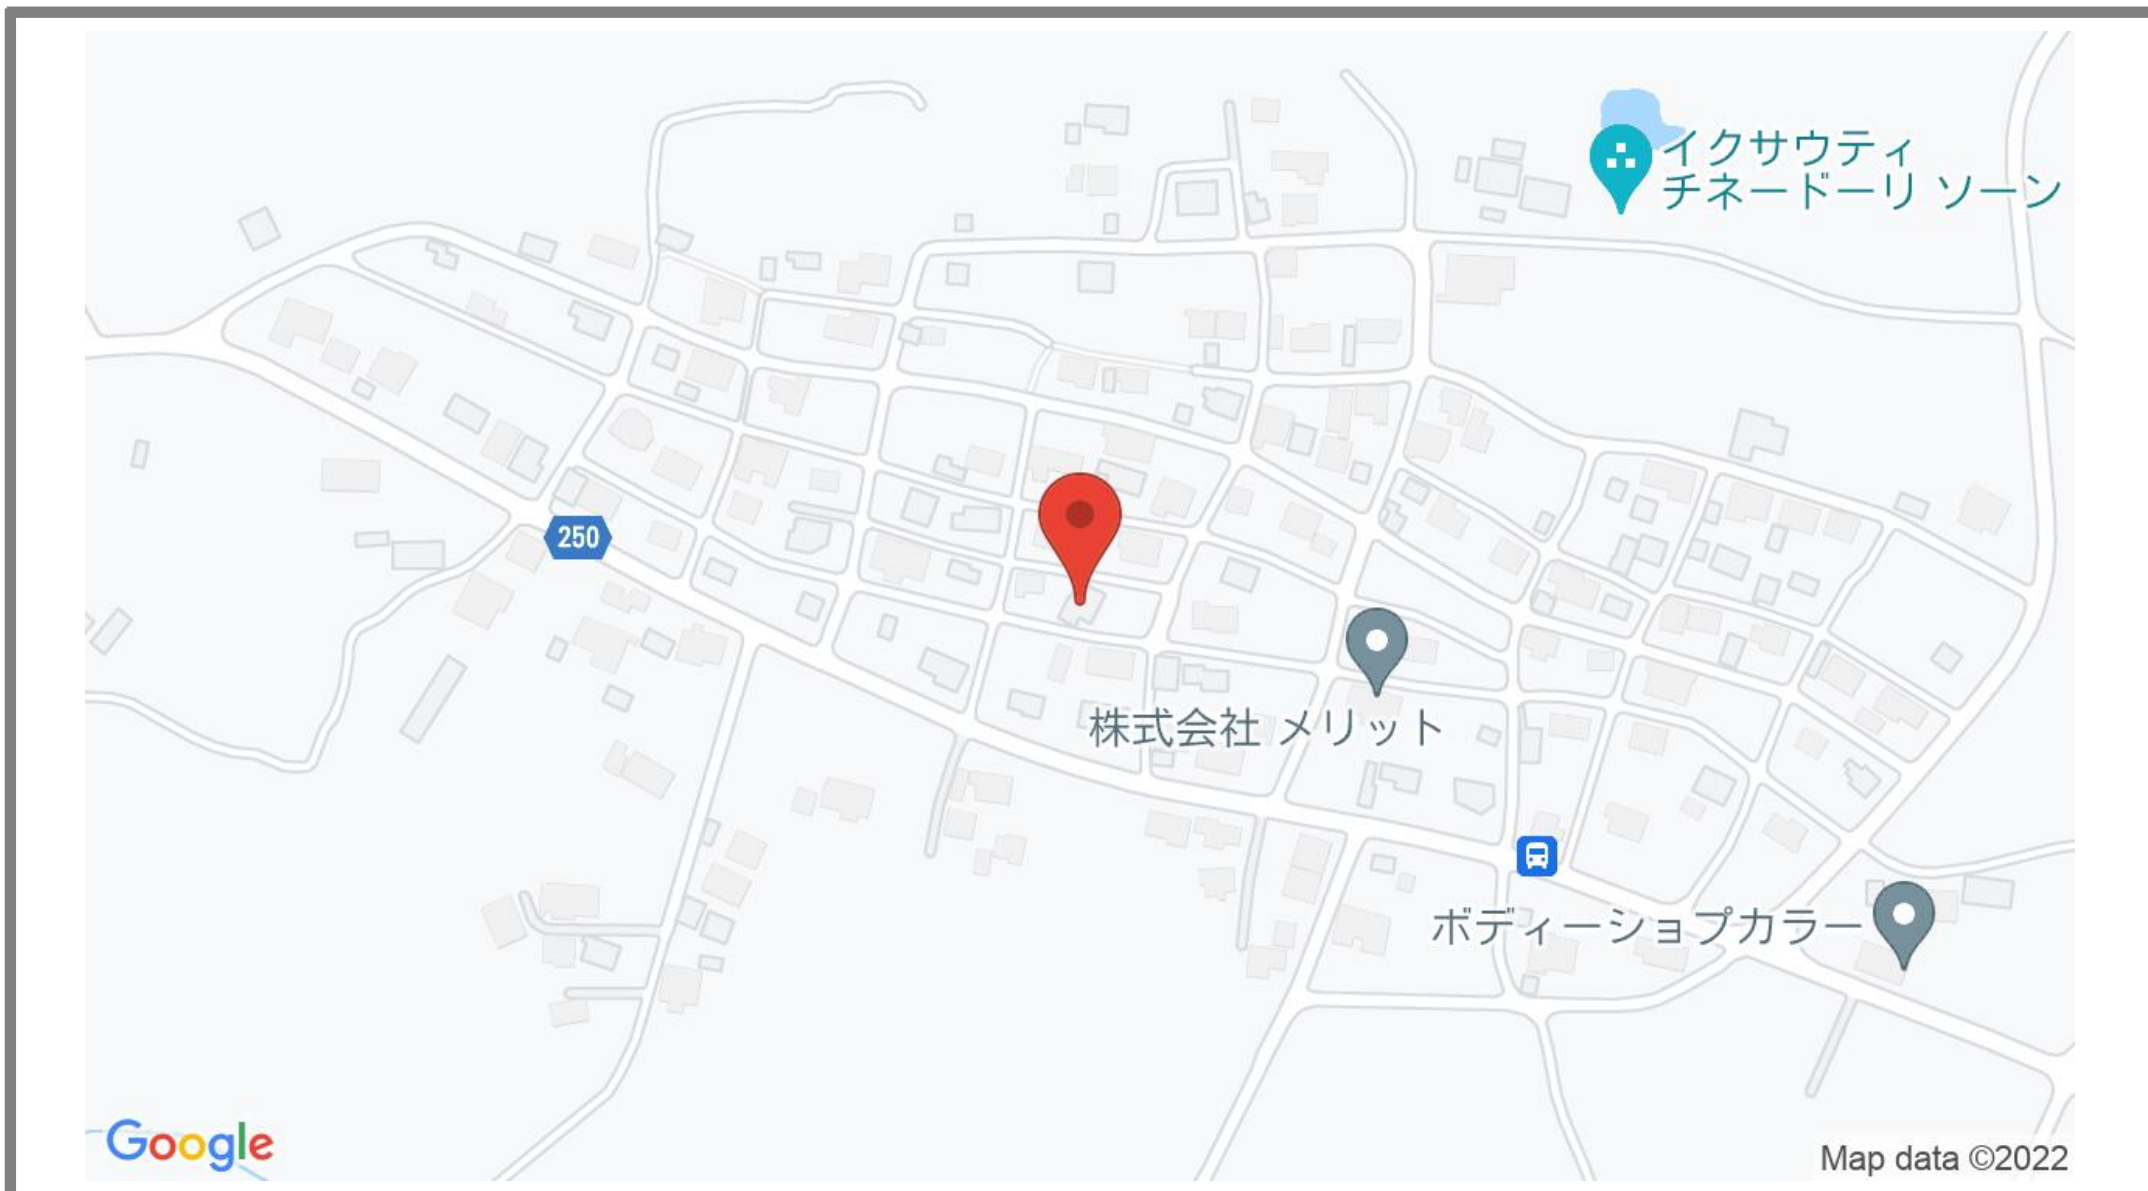 イクサウティ
チネードーリ ソーン
250
株式会社 メリット
ボディーショプカラー
Google
Map data ©2022